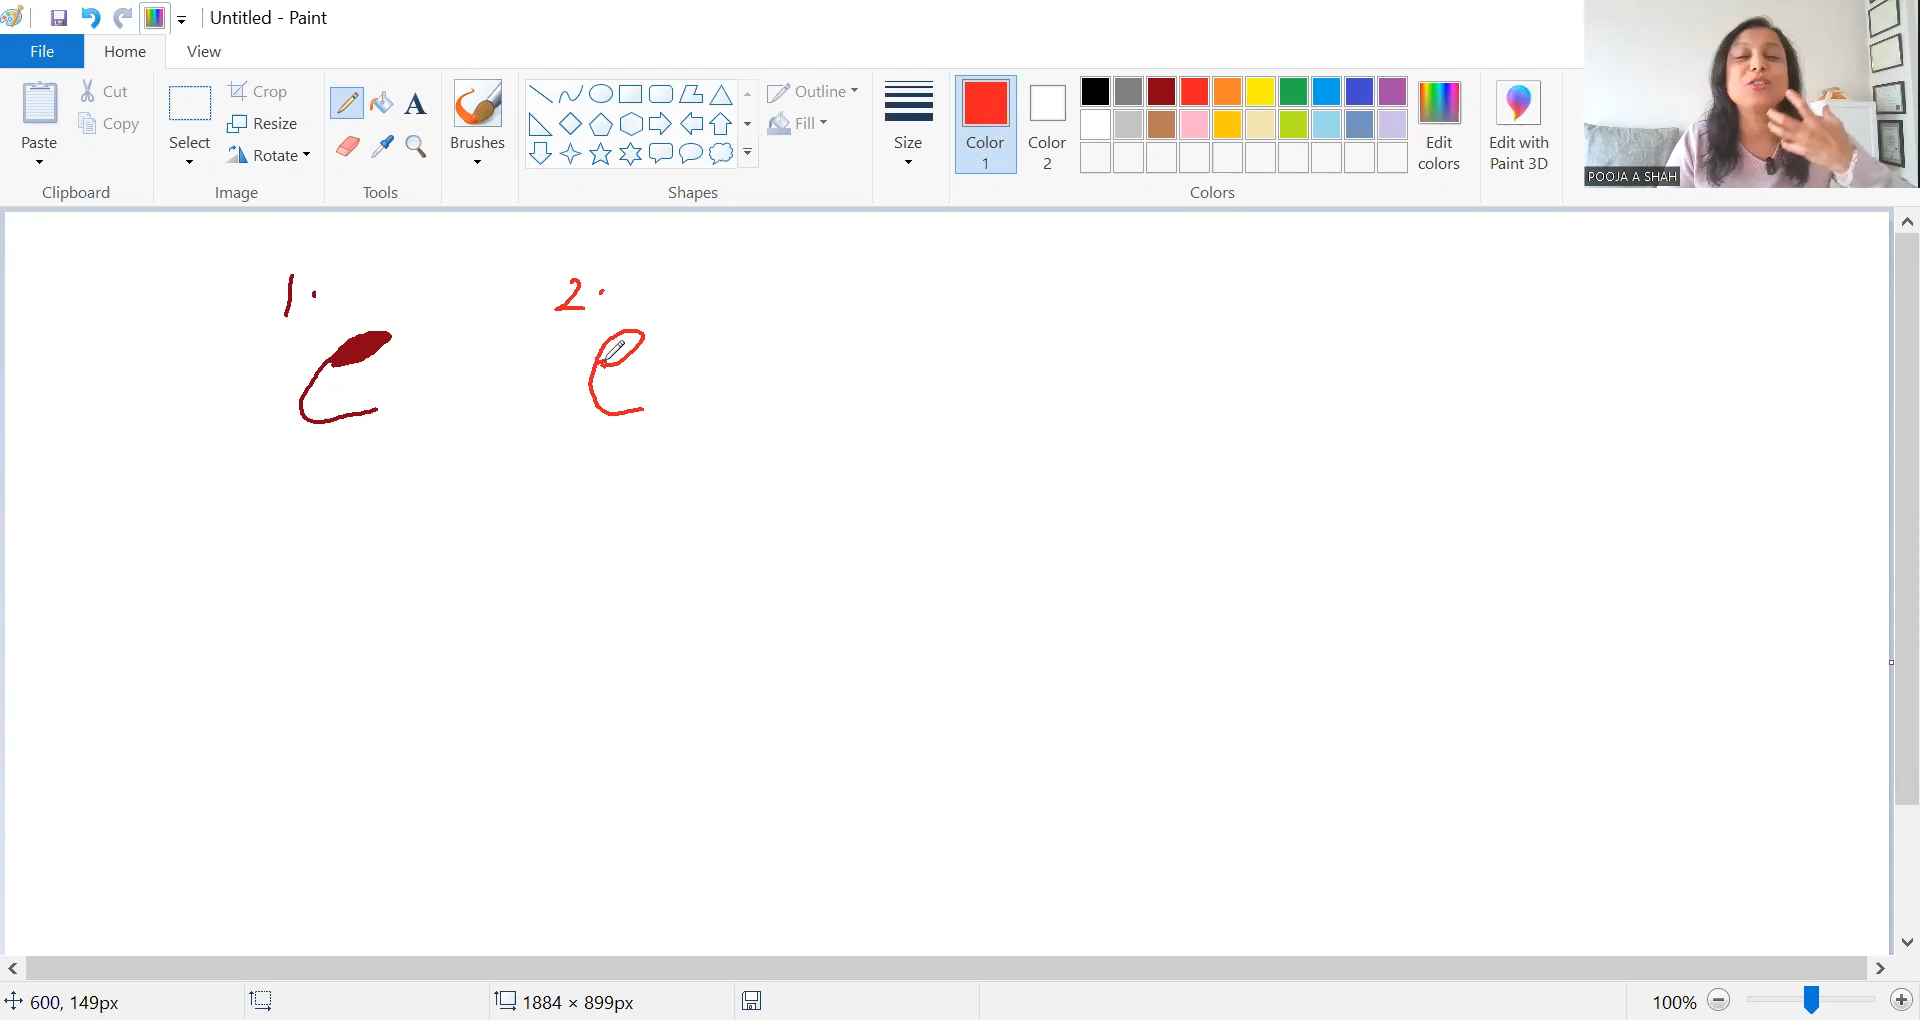 Untitled - Paint
File Home View
Paste Cut Copy Clipboard
Select Crop Resize Rotate Image
Tools
Brushes
Outline Fill Shapes
Size
Color 1 Color 2 Edit colors Colors
Edit with Paint 3D
POOJA A SHAH
1. 2.
e e
600, 149px 1884 × 899px 100%